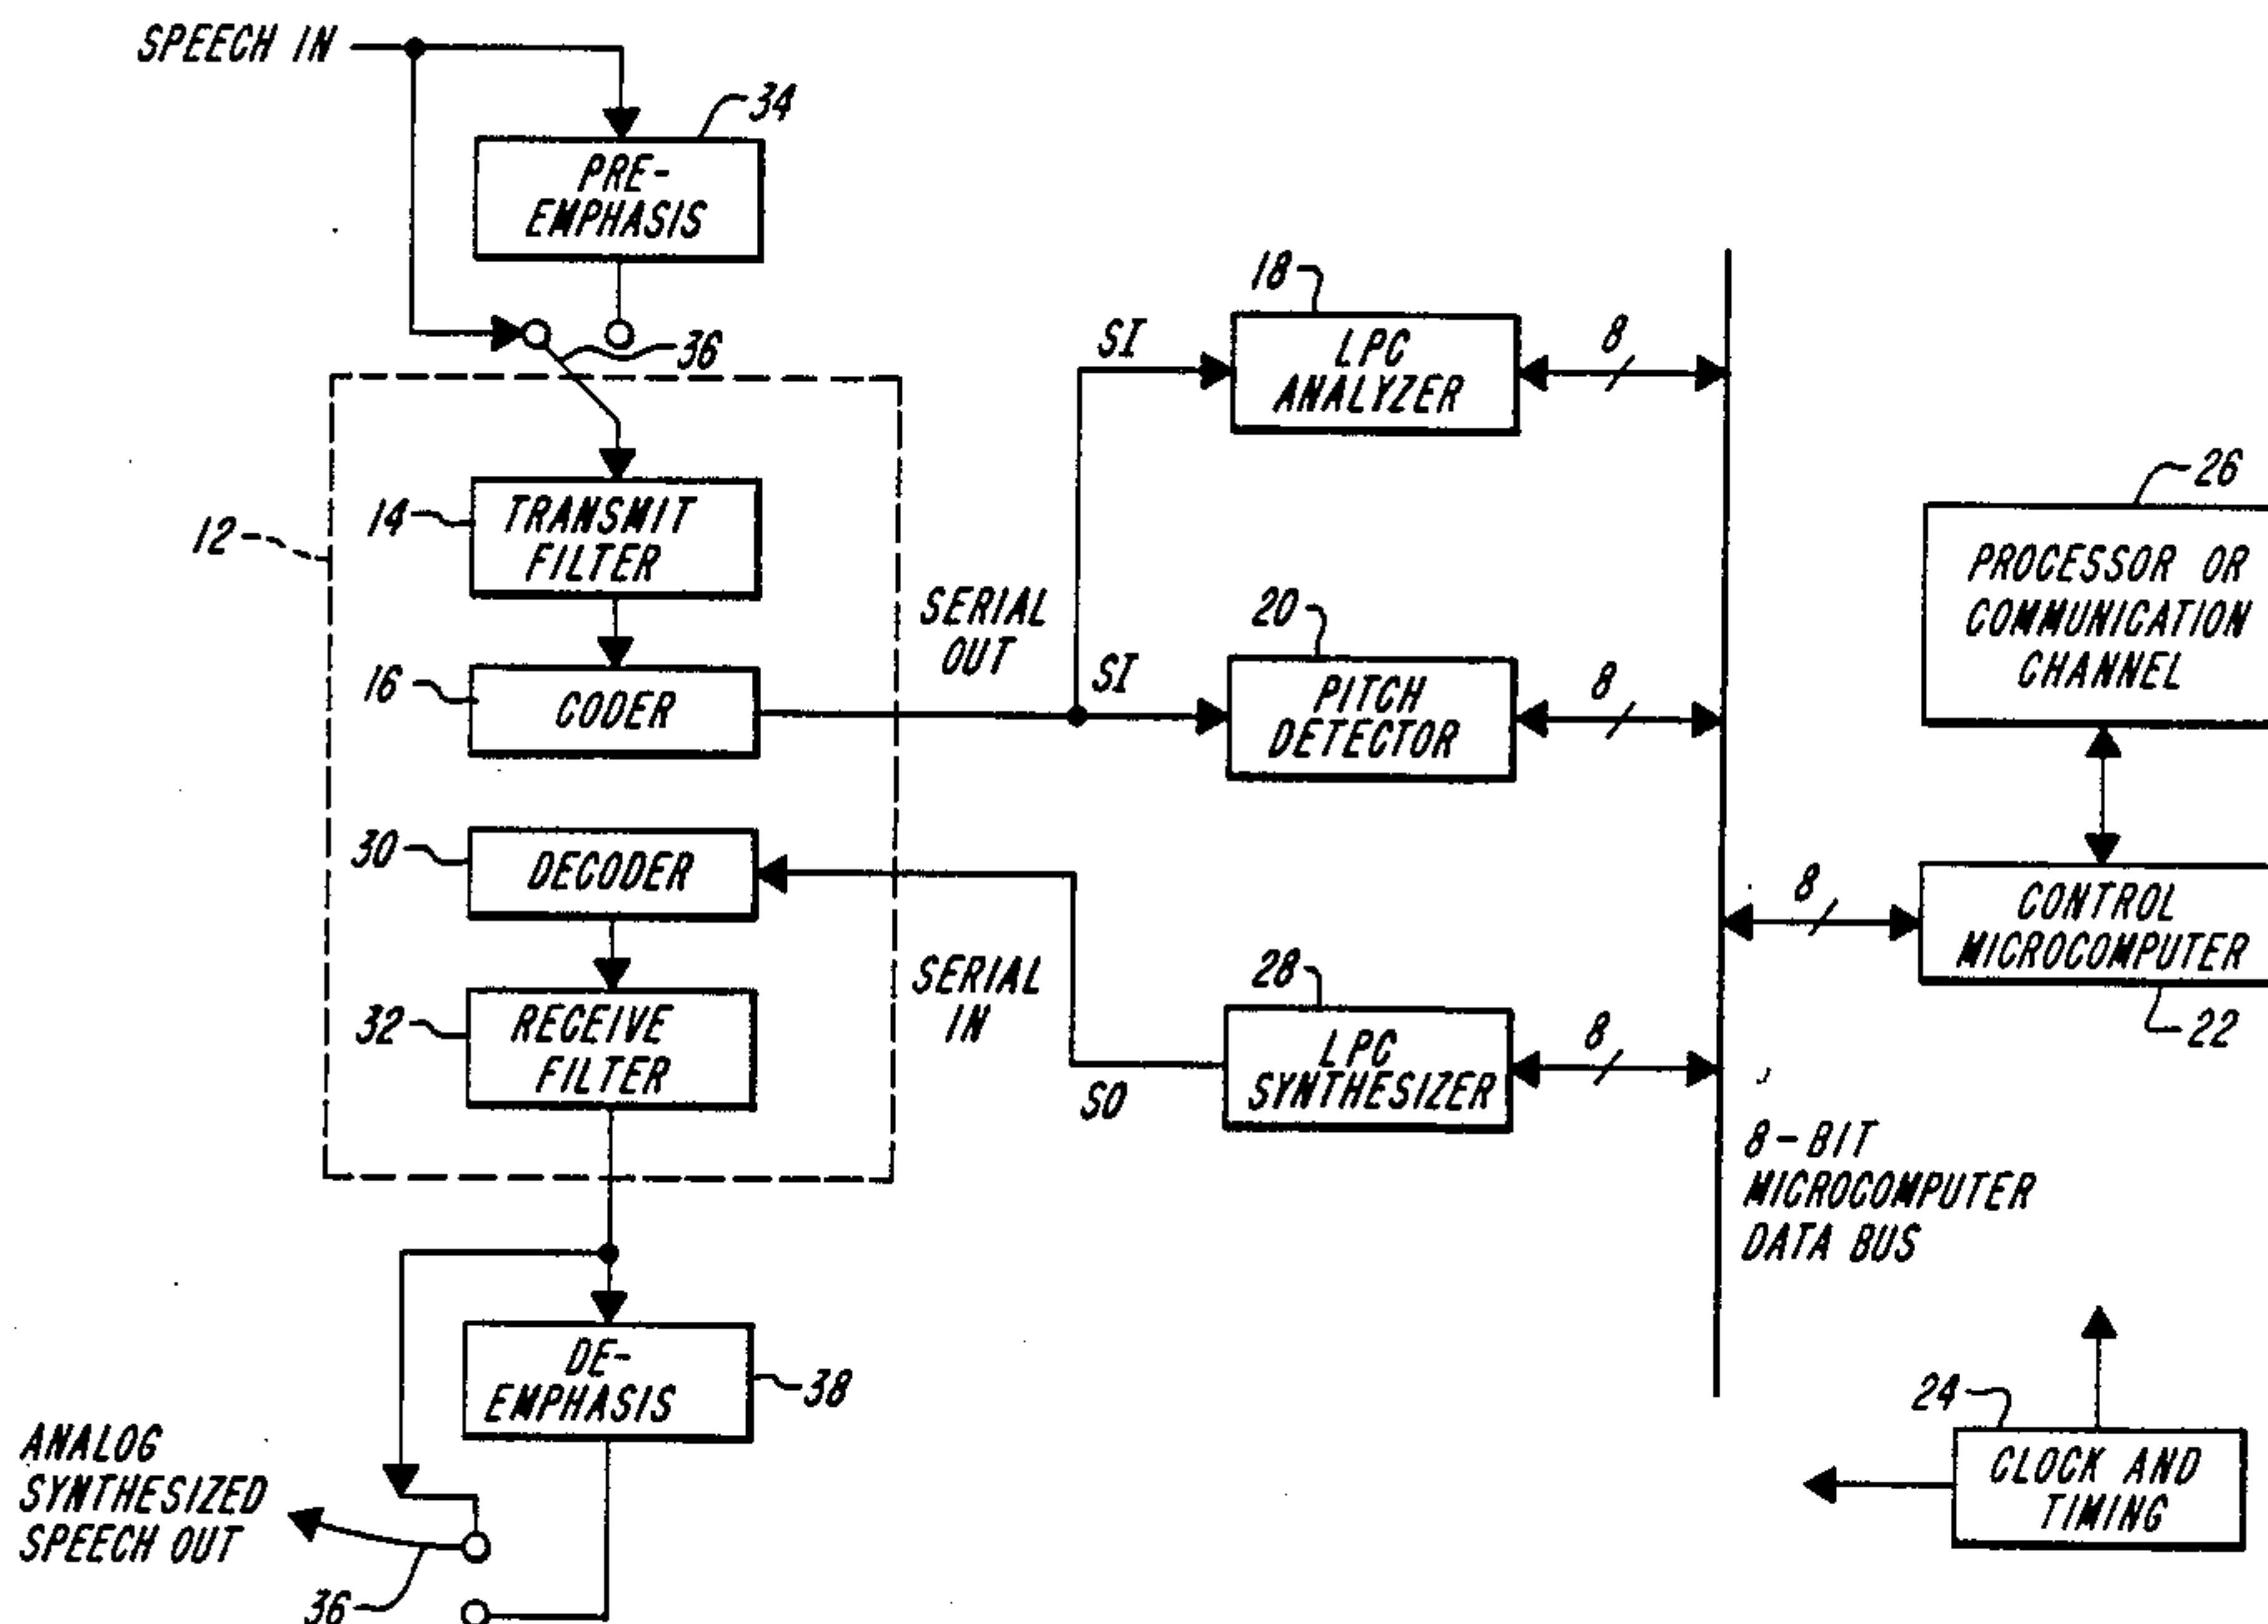 SPEECH IN
34
PRE-
EMPHASIS
36
12
14
TRANSMIT
FILTER
16
CODER
SERIAL
OUT
30
DECODER
32
RECEIVE
FILTER
SERIAL
IN
SI
18
LPC
ANALYZER
8
SI
20
PITCH
DETECTOR
8
SO
28
LPC
SYNTHESIZER
8
26
PROCESSOR OR
COMMUNICATION
CHANNEL
8
CONTROL
MICROCOMPUTER
22
8-BIT
MICROCOMPUTER
DATA BUS
24
CLOCK AND
TIMING
DE-
EMPHASIS
38
ANALOG
SYNTHESIZED
SPEECH OUT
36